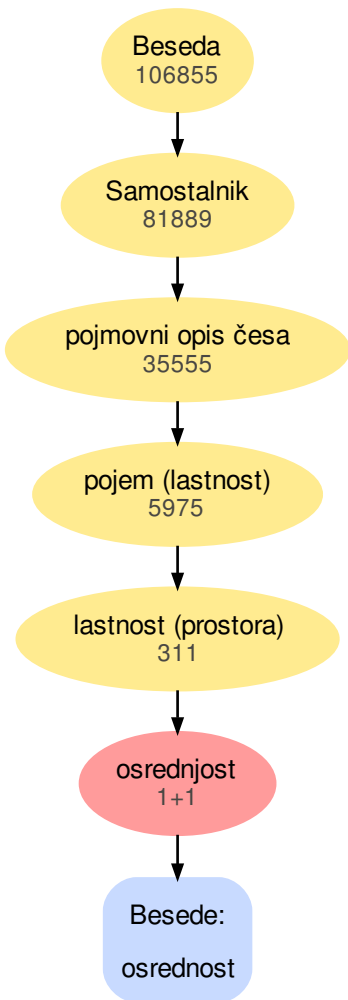 Beseda
106855
Samostalnik
81889
pojmovni opis česa
35555
pojem (lastnost)
5975
lastnost (prostora)
311
osrednjost
1+1
Besede:
osrednost